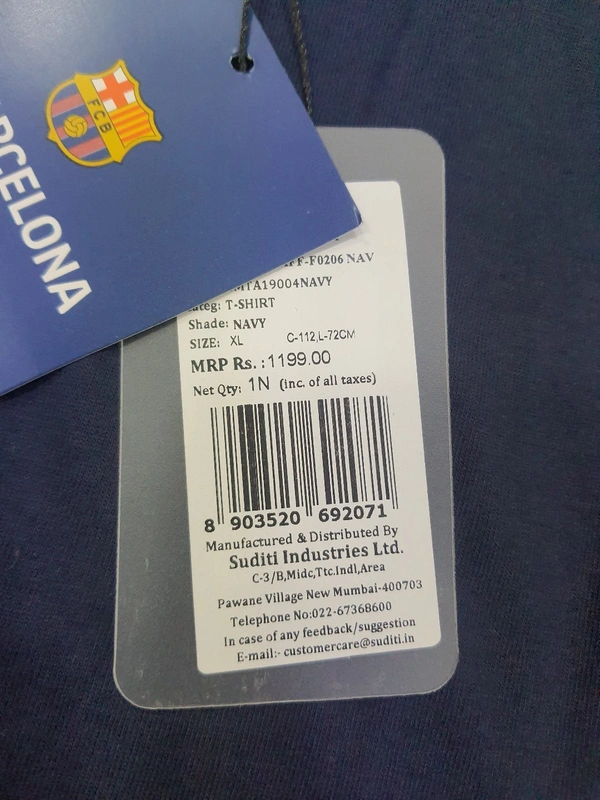 FCB
RCELONA
FF-F0206 NAV
MTA19004NAVY
ateg: T-SHIRT
Shade: NAVY
SIZE: XL C-112,L-72CM
MRP Rs. :1199.00
Net Qty: 1N (inc. of all taxes)
8 903520 692071
Manufactured & Distributed By
Suditi Industries Ltd.
C-3/B,Midc,Ttc.Indl,Area
Pawane Village New Mumbai-400703
Telephone No:022-67368600
In case of any feedback/suggestion
E-mail:- customercare@suditi.in